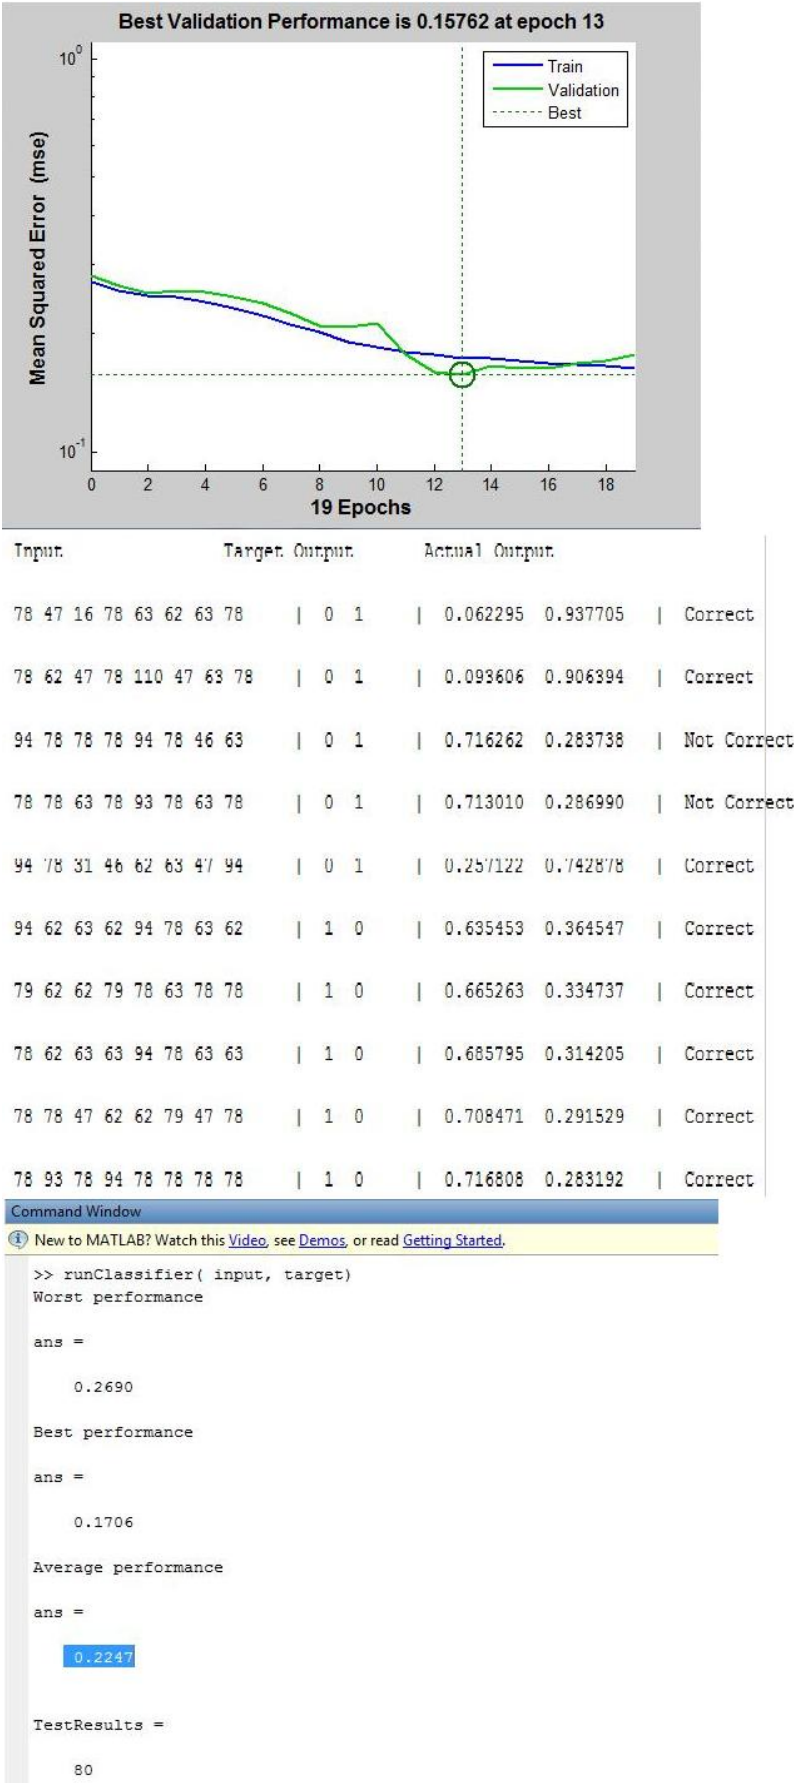 Best Validation Performance is 0.15762 at epoch 13
10^0
Train
Validation
Best
Mean Squared Error (mse)
10^-1
0 2 4 6 8 10 12 14 16 18
19 Epochs
Input Target Output Actual Output
78 47 16 78 63 62 63 78 | 0 1 | 0.062295 0.937705 | Correct
78 62 47 78 110 47 63 78 | 0 1 | 0.093606 0.906394 | Correct
94 78 78 78 94 78 46 63 | 0 1 | 0.716262 0.283738 | Not Correct
78 78 63 78 93 78 63 78 | 0 1 | 0.713010 0.286990 | Not Correct
94 78 31 46 62 63 47 94 | 0 1 | 0.257122 0.742878 | Correct
94 62 63 62 94 78 63 62 | 1 0 | 0.635453 0.364547 | Correct
79 62 62 79 78 63 78 78 | 1 0 | 0.665263 0.334737 | Correct
78 62 63 63 94 78 63 63 | 1 0 | 0.685795 0.314205 | Correct
78 78 47 62 62 79 47 78 | 1 0 | 0.708471 0.291529 | Correct
78 93 78 94 78 78 78 78 | 1 0 | 0.716808 0.283192 | Correct
Command Window
New to MATLAB? Watch this Video, see Demos, or read Getting Started.
>> runClassifier( input, target)
Worst performance
ans =
0.2690
Best performance
ans =
0.1706
Average performance
ans =
0.2247
TestResults =
80